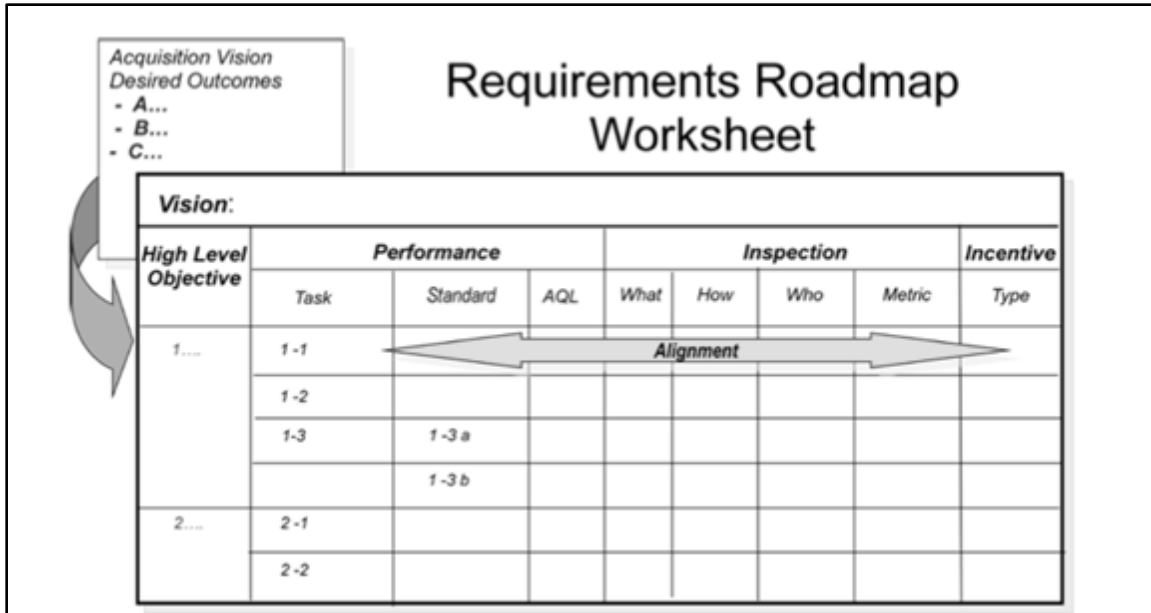 Acquisition Vision
Desired Outcomes
- A...
- B...
- C...
Requirements Roadmap
Worksheet
Vision:
High Level Objective Performance Inspection Incentive
Task Standard AQL What How Who Metric Type
1.... 1 -1 Alignment
1 -2
1-3 1 -3 a
1 -3 b
2.... 2 -1
2 -2